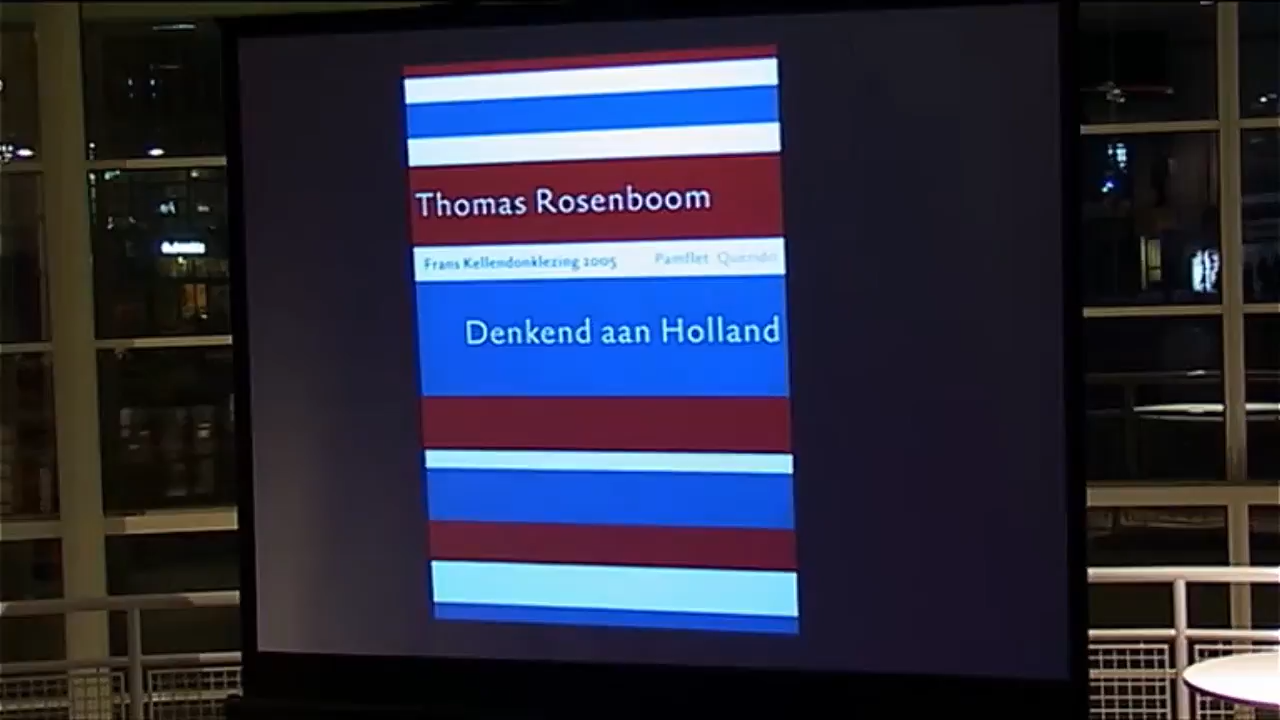 Thomas Rosenboom
Frans Kellendonklezing 2005 Pamflet Querido
Denkend aan Holland